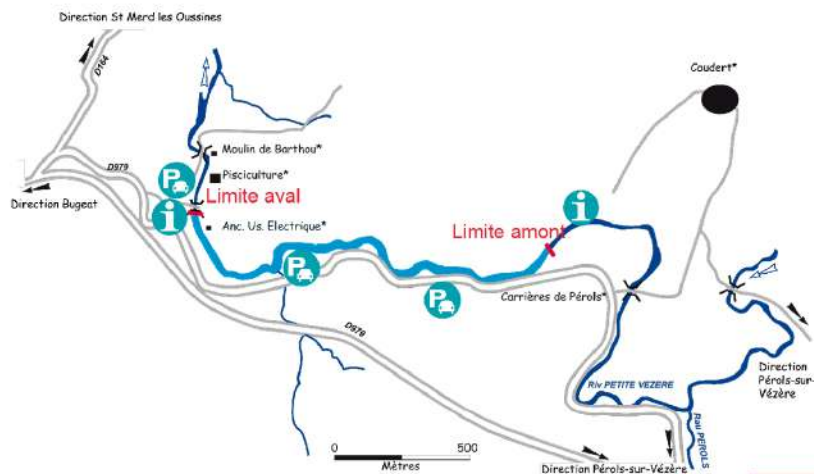 Direction St Merd les Oussines
D164
Caudert*
Moulin de Barthou*
D979
Pisciculture*
P
Limite aval
Direction Bugeat
i
Anc. Us. Electrique*
i
Limite amont
P
P
Carrières de Pérols*
D979
Direction
Pérols-sur-
Vézère
Riv PETITE VEZERE
Rau PEROLS
0 500
Mètres
Direction Pérols-sur-Vézère